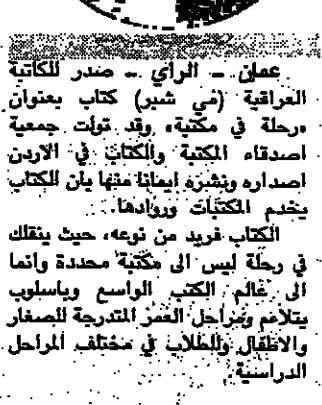 عمان - الرأي - صدر للكاتبة
العراقية (مي شبر) كتاب بعنوان
«رحلة في مكتبة» وقد تولت جمعية
اصدقاء المكتبة والكتاب في الاردن
اصداره ونشره ايمانا منها بأن الكتاب
يخدم المكتبات وروادها.
الكتاب فريد من نوعه، حيث ينقلك
في رحلة ليس الى مكتبة محددة وانما
الى عالم الكتب الواسع وباسلوب
يتلاءم ومراحل العمر المتدرجة للصغار
والاطفال وللطلاب في مختلف المراحل
الدراسية.